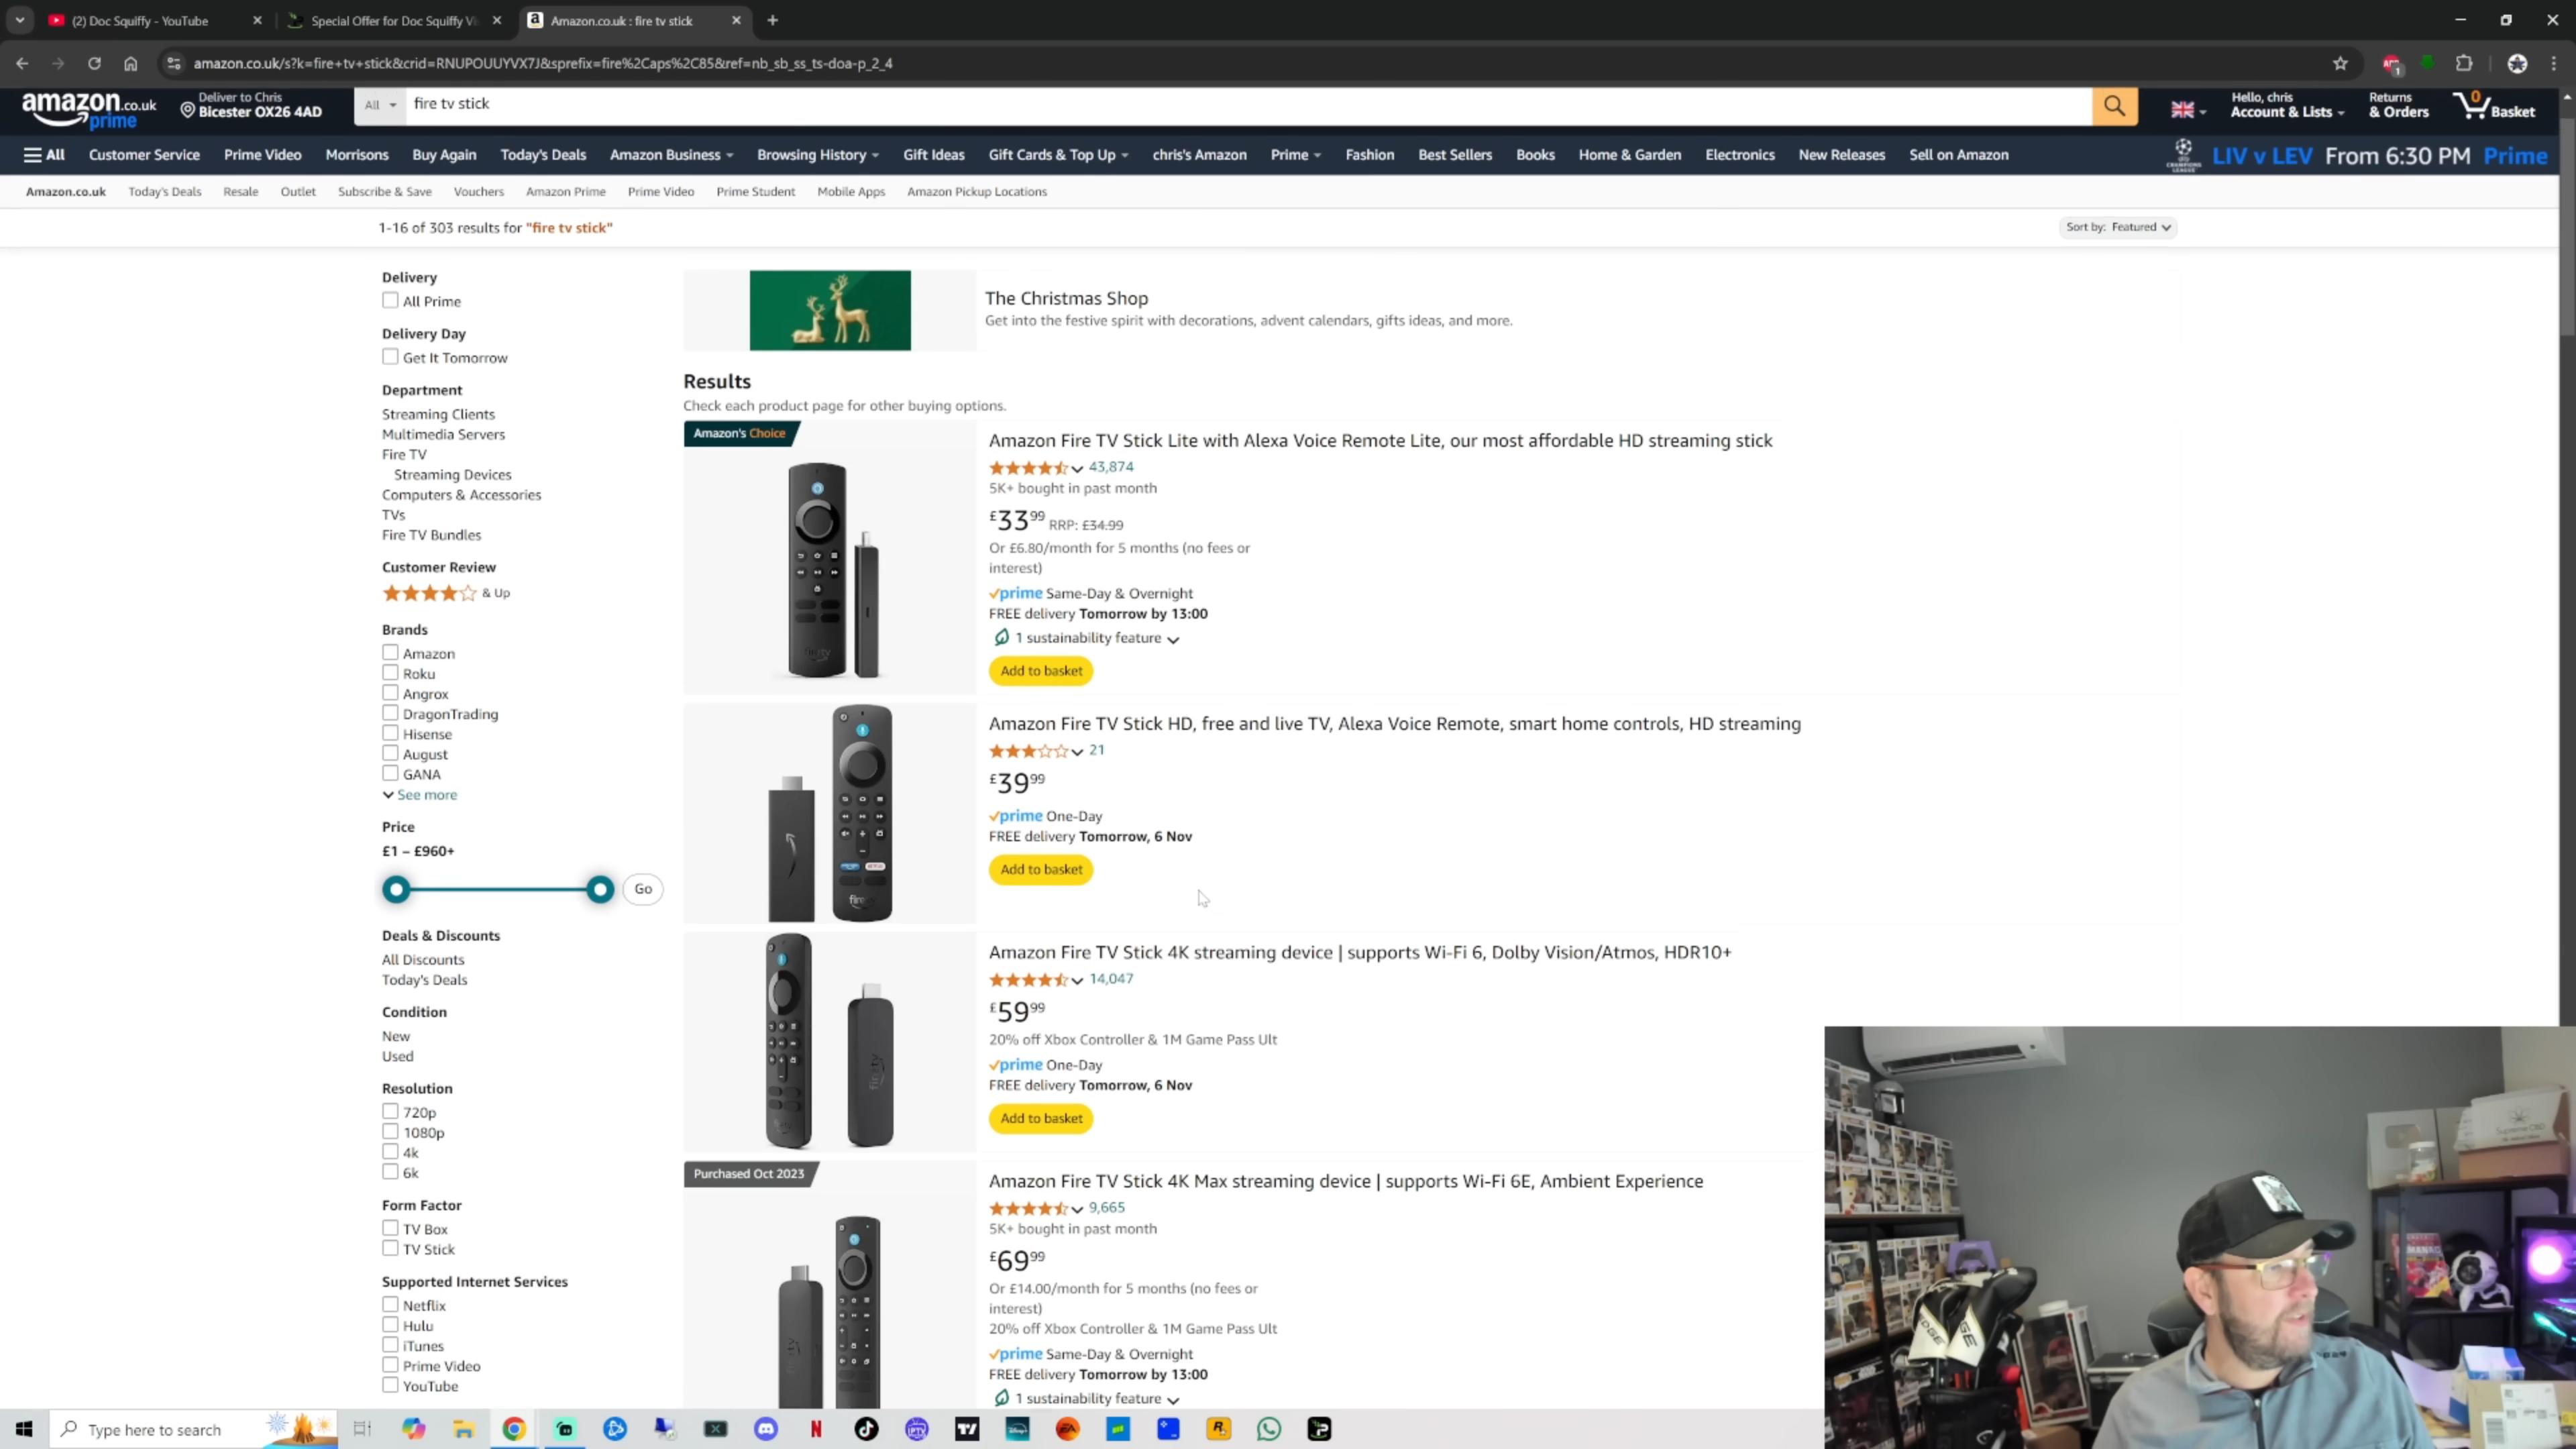 (2) Doc Squiffy - YouTube
Special Offer for Doc Squiffy Vi
Amazon.co.uk : fire tv stick
amazon.co.uk/s?k=fire+tv+stick&crid=RNUPOUUYVX7J&sprefix=fire%2Caps%2C85&ref=nb_sb_ss_ts-doa-p_2_4
amazon.co.uk
prime
Deliver to Chris
Bicester OX26 4AD
All
fire tv stick
Hello, chris
Account & Lists
Returns
& Orders
0
Basket
All
Customer Service
Prime Video
Morrisons
Buy Again
Today's Deals
Amazon Business
Browsing History
Gift Ideas
Gift Cards & Top Up
chris's Amazon
Prime
Fashion
Best Sellers
Books
Home & Garden
Electronics
New Releases
Sell on Amazon
LIV v LEV From 6:30 PM Prime
Amazon.co.uk
Today's Deals
Resale
Outlet
Subscribe & Save
Vouchers
Amazon Prime
Prime Video
Prime Student
Mobile Apps
Amazon Pickup Locations
1-16 of 303 results for "fire tv stick"
Sort by: Featured
Delivery
All Prime
Delivery Day
Get It Tomorrow
Department
Streaming Clients
Multimedia Servers
Fire TV
Streaming Devices
Computers & Accessories
TVs
Fire TV Bundles
Customer Review
& Up
Brands
Amazon
Roku
Angrox
DragonTrading
Hisense
August
GANA
See more
Price
£1 – £960+
Go
Deals & Discounts
All Discounts
Today's Deals
Condition
New
Used
Resolution
720p
1080p
4k
6k
Form Factor
TV Box
TV Stick
Supported Internet Services
Netflix
Hulu
iTunes
Prime Video
YouTube
The Christmas Shop
Get into the festive spirit with decorations, advent calendars, gifts ideas, and more.
Results
Check each product page for other buying options.
Amazon's Choice
Amazon Fire TV Stick Lite with Alexa Voice Remote Lite, our most affordable HD streaming stick
43,874
5K+ bought in past month
£33.99 RRP: £34.99
Or £6.80/month for 5 months (no fees or
interest)
prime Same-Day & Overnight
FREE delivery Tomorrow by 13:00
1 sustainability feature
Add to basket
Amazon Fire TV Stick HD, free and live TV, Alexa Voice Remote, smart home controls, HD streaming
21
£39.99
prime One-Day
FREE delivery Tomorrow, 6 Nov
Add to basket
Amazon Fire TV Stick 4K streaming device | supports Wi-Fi 6, Dolby Vision/Atmos, HDR10+
14,047
£59.99
20% off Xbox Controller & 1M Game Pass Ult
prime One-Day
FREE delivery Tomorrow, 6 Nov
Add to basket
Purchased Oct 2023
Amazon Fire TV Stick 4K Max streaming device | supports Wi-Fi 6E, Ambient Experience
9,665
5K+ bought in past month
£69.99
Or £14.00/month for 5 months (no fees or
interest)
20% off Xbox Controller & 1M Game Pass Ult
prime Same-Day & Overnight
FREE delivery Tomorrow by 13:00
1 sustainability feature
Type here to search